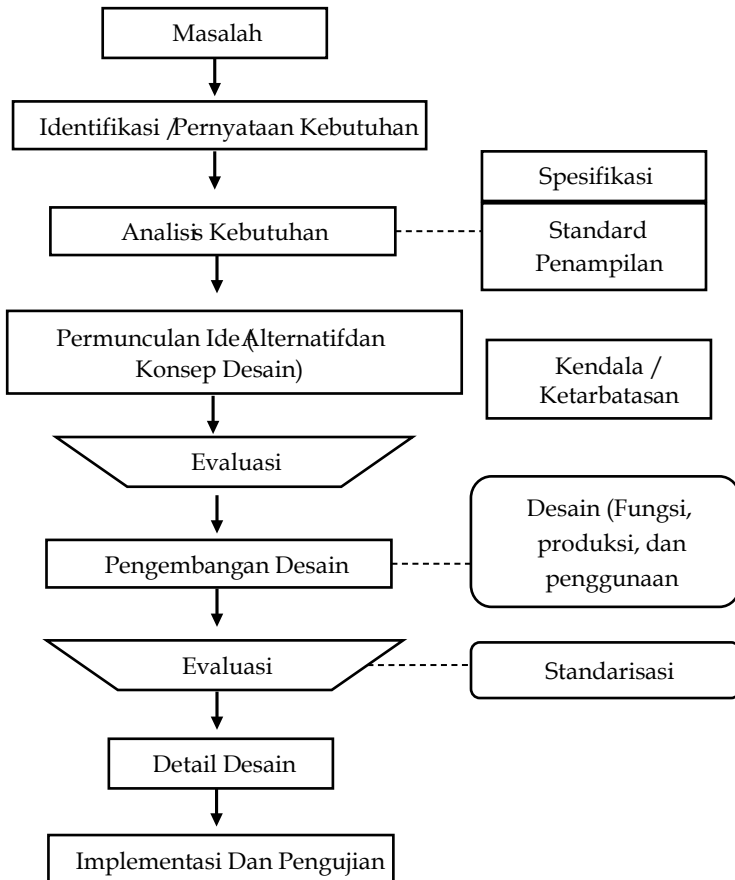 Masalah
Identifikasi /Pernyataan Kebutuhan
Spesifikasi
Analisis Kebutuhan
Standard
Penampilan
Permunculan Ide (Alternatif dan
Konsep Desain)
Kendala /
Ketarbatasan
Evaluasi
Desain (Fungsi,
produksi, dan
penggunaan
Pengembangan Desain
Evaluasi
Standarisasi
Detail Desain
Implementasi Dan Pengujian